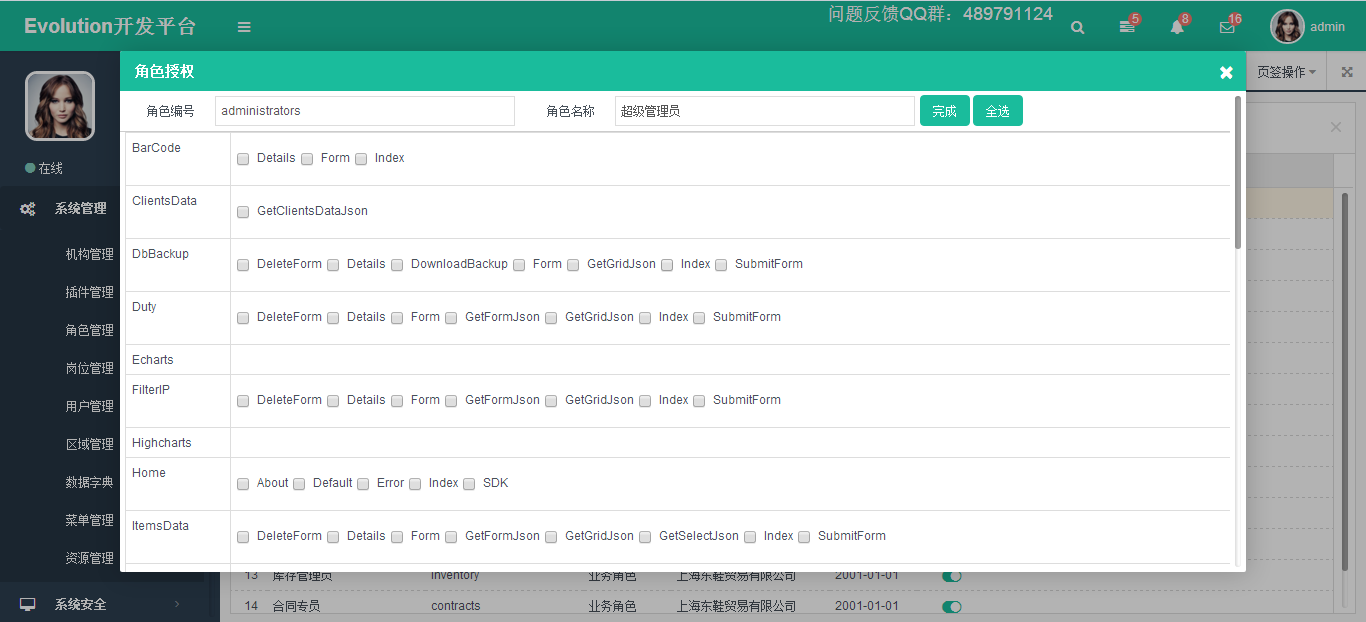 Evolution开发平台
问题反馈QQ群：489791124
5
8
16
admin
在线
系统管理
机构管理
插件管理
角色管理
岗位管理
用户管理
区域管理
数据字典
菜单管理
资源管理
系统安全
页签操作
角色授权
角色编号 administrators 角色名称 超级管理员 完成 全选
BarCode Details Form Index
ClientsData GetClientsDataJson
DbBackup DeleteForm Details DownloadBackup Form GetGridJson Index SubmitForm
Duty DeleteForm Details Form GetFormJson GetGridJson Index SubmitForm
Echarts
FilterIP DeleteForm Details Form GetFormJson GetGridJson Index SubmitForm
Highcharts
Home About Default Error Index SDK
ItemsData DeleteForm Details Form GetFormJson GetGridJson GetSelectJson Index SubmitForm
13 库存管理员 inventory 业务角色 上海东鞋贸易有限公司 2001-01-01
14 合同专员 contracts 业务角色 上海东鞋贸易有限公司 2001-01-01